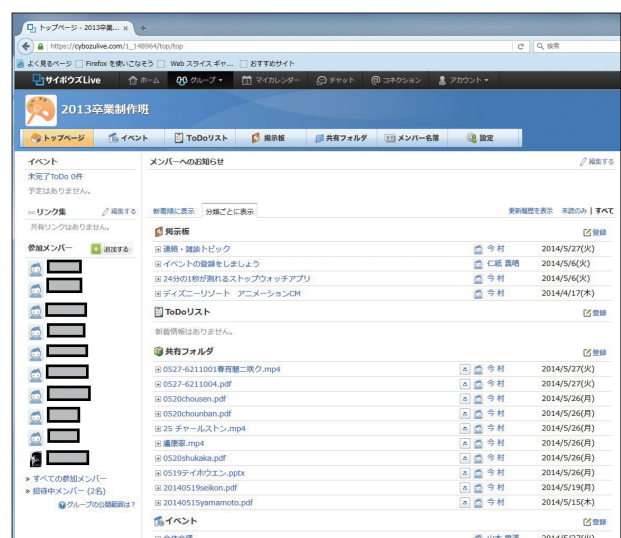 トップページ - 2013卒業... × +
https://cybozulive.com/1_148964/top/top
検索
よく見るページ Firefox を使いこなそう Web スライス ギャ... おすすめサイト
サイボウズLive ホーム グループ マイカレンダー チャット コネクション アカウント
2013卒業制作班
トップページ イベント ToDoリスト 掲示板 共有フォルダ メンバー名簿 設定
イベント
未完了ToDo 0件
予定はありません。
リンク集 編集する
共有リンクはありません。
参加メンバー 追加する
» すべての参加メンバー
» 招待中メンバー (2名)
グループの公開範囲は?
メンバーへのお知らせ 編集する
新着順に表示 分類ごとに表示 更新履歴を表示 未読のみ | すべて
掲示板 登録
連絡・雑談トピック 今村 2014/5/27(火)
イベントの登録をしましょう 仁紙 2014/5/6(火)
24分の1秒が測れるストップウォッチアプリ 今村 2014/5/6(火)
ディズニーリゾート アニメーションCM 今村 2014/4/17(木)
ToDoリスト 登録
新着情報はありません。
共有フォルダ 登録
0527-6211001春吉塁二咲ク.mp4 今村 2014/5/27(火)
0527-6211004.pdf 今村 2014/5/27(火)
0520chousen.pdf 今村 2014/5/26(月)
0520chounban.pdf 今村 2014/5/26(月)
25 チャールストン.mp4 今村 2014/5/26(月)
盧廃寧.mp4 今村 2014/5/26(月)
0520shukaka.pdf 今村 2014/5/26(月)
0519テイホウエン.pptx 今村 2014/5/26(月)
20140519seikon.pdf 今村 2014/5/19(月)
20140515yamamoto.pdf 今村 2014/5/15(木)
イベント 登録